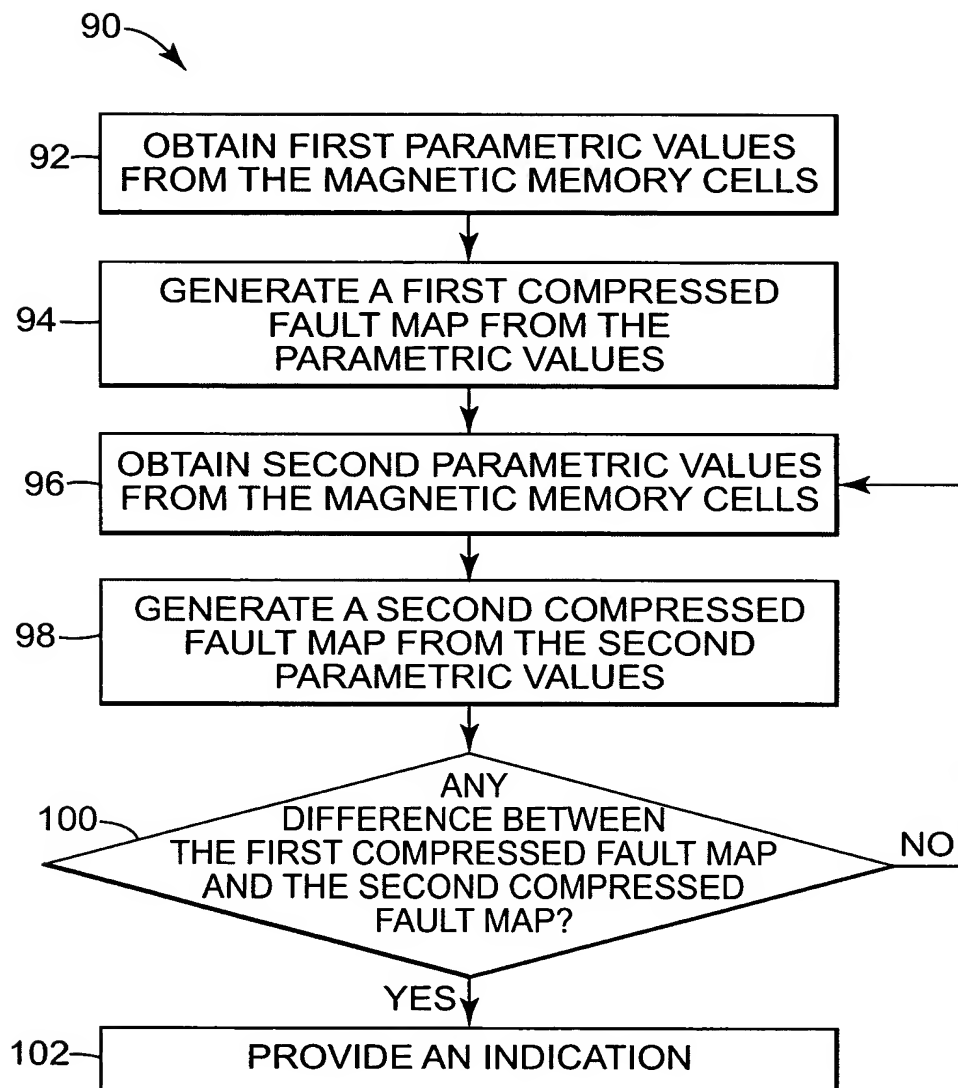 90
92
OBTAIN FIRST PARAMETRIC VALUES
FROM THE MAGNETIC MEMORY CELLS
94
GENERATE A FIRST COMPRESSED
FAULT MAP FROM THE
PARAMETRIC VALUES
96
OBTAIN SECOND PARAMETRIC VALUES
FROM THE MAGNETIC MEMORY CELLS
98
GENERATE A SECOND COMPRESSED
FAULT MAP FROM THE SECOND
PARAMETRIC VALUES
100
ANY
DIFFERENCE BETWEEN
THE FIRST COMPRESSED FAULT MAP
AND THE SECOND COMPRESSED
FAULT MAP?
NO
YES
102
PROVIDE AN INDICATION